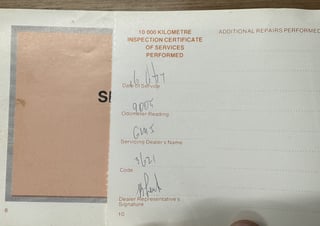 10 000 KILOMETRE
INSPECTION CERTIFICATE
OF SERVICES
PERFORMED
ADDITIONAL REPAIRS PERFORMED
Date of Service
9005
Odometer Reading
Servicing Dealer's Name
3621
Code
Dealer Representative's
Signature
8
10